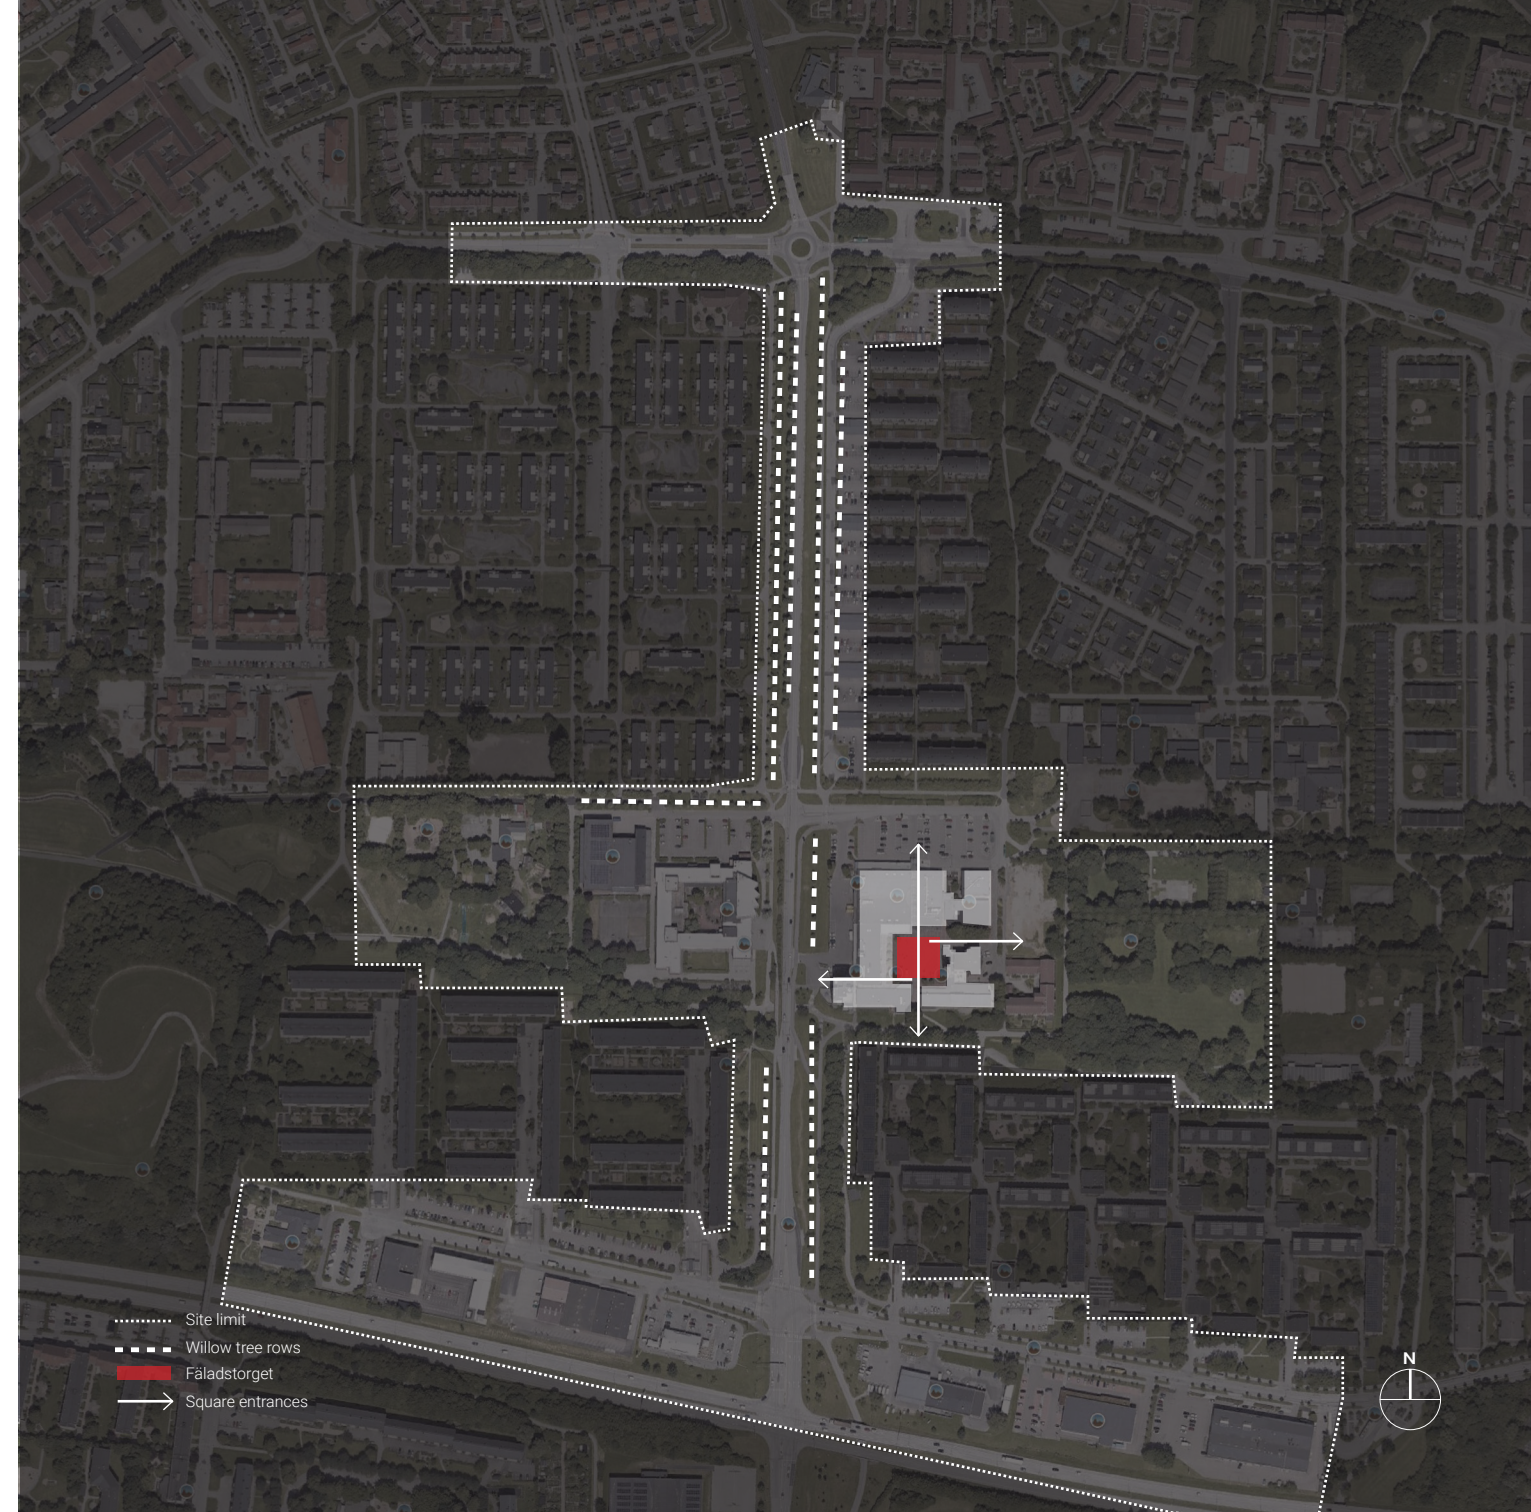 Site limit
Willow tree rows
Fäladstorget
Square entrances
N